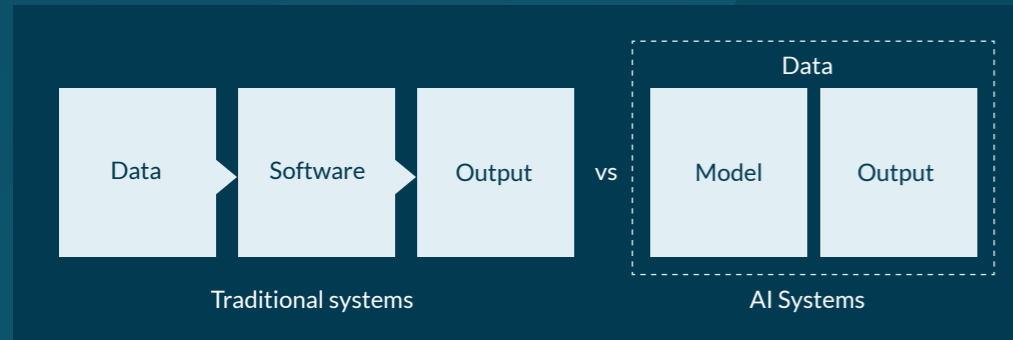 Data
Data
Software
Output
vs
Model
Output
Traditional systems
AI Systems